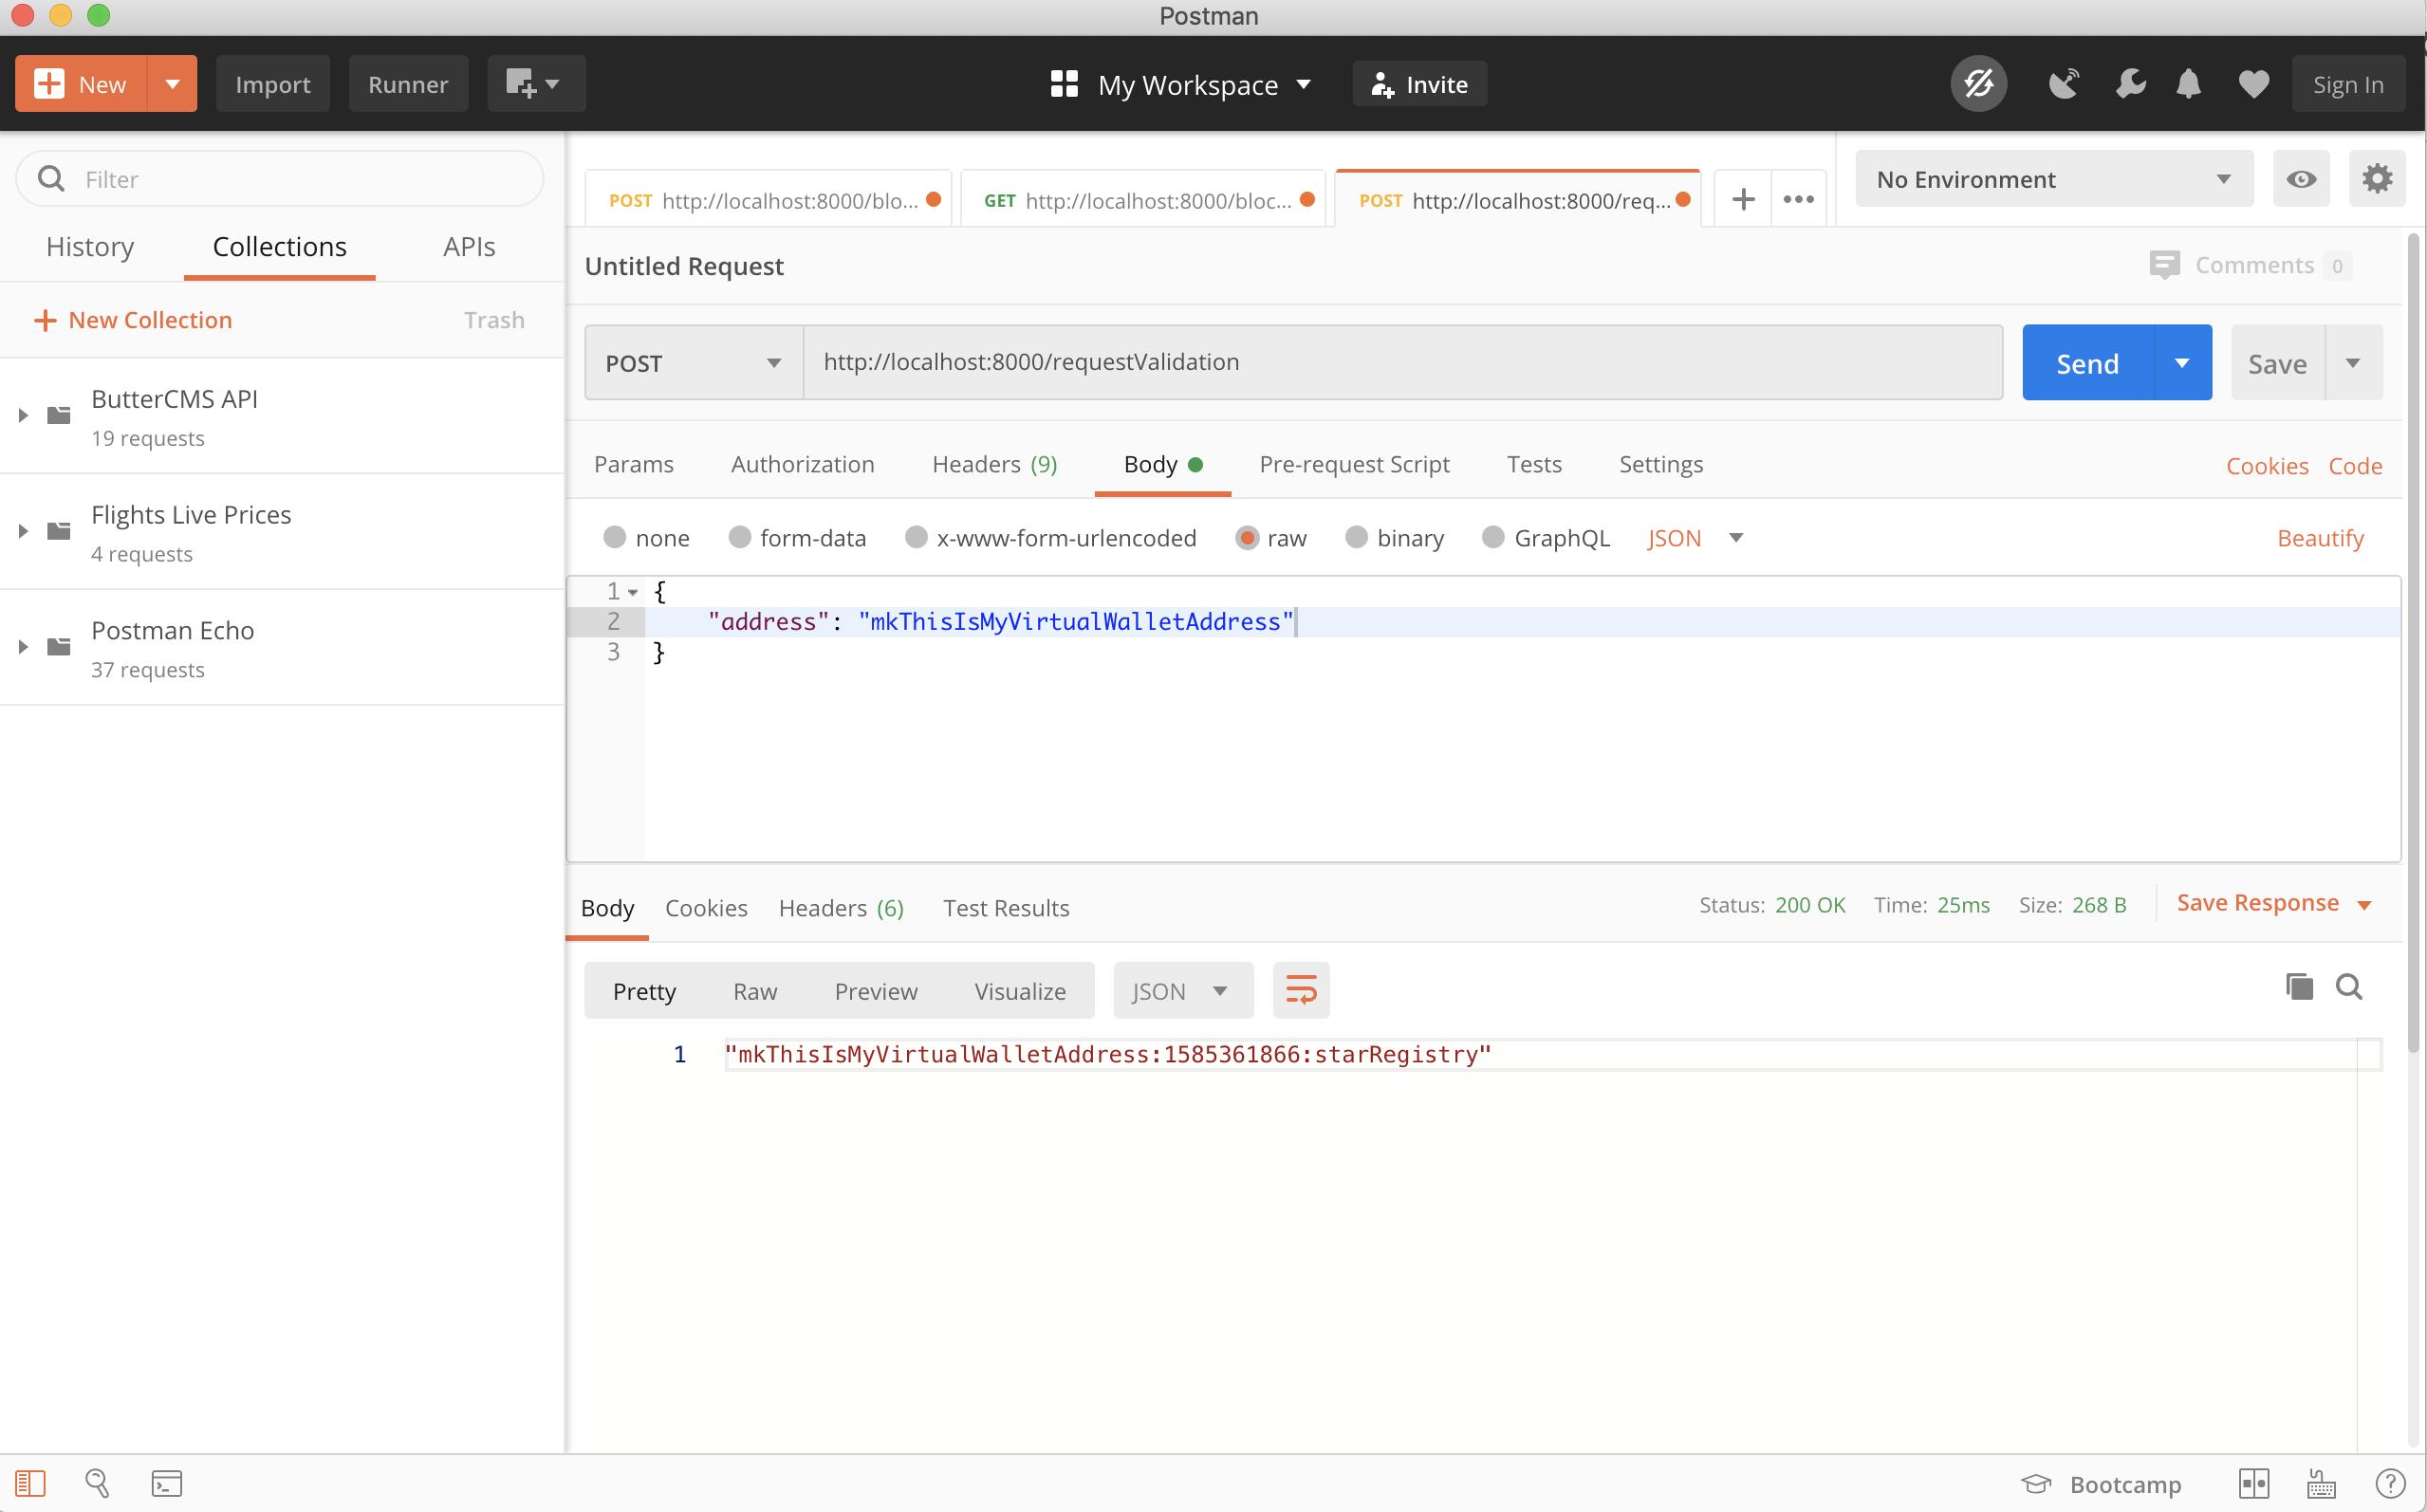 Postman
New
Import
Runner
My Workspace
Invite
Sign In
Filter
History
Collections
APIs
New Collection
Trash
ButterCMS API
19 requests
Flights Live Prices
4 requests
Postman Echo
37 requests
POST http://localhost:8000/blo...
GET http://localhost:8000/bloc...
POST http://localhost:8000/req...
No Environment
Untitled Request
Comments 0
POST
http://localhost:8000/requestValidation
Send
Save
Params
Authorization
Headers (9)
Body
Pre-request Script
Tests
Settings
Cookies
Code
none
form-data
x-www-form-urlencoded
raw
binary
GraphQL
JSON
Beautify
1 {
2 "address": "mkThisIsMyVirtualWalletAddress"
3 }
Body
Cookies
Headers (6)
Test Results
Status: 200 OK
Time: 25ms
Size: 268 B
Save Response
Pretty
Raw
Preview
Visualize
JSON
1 "mkThisIsMyVirtualWalletAddress:1585361866:starRegistry"
Bootcamp